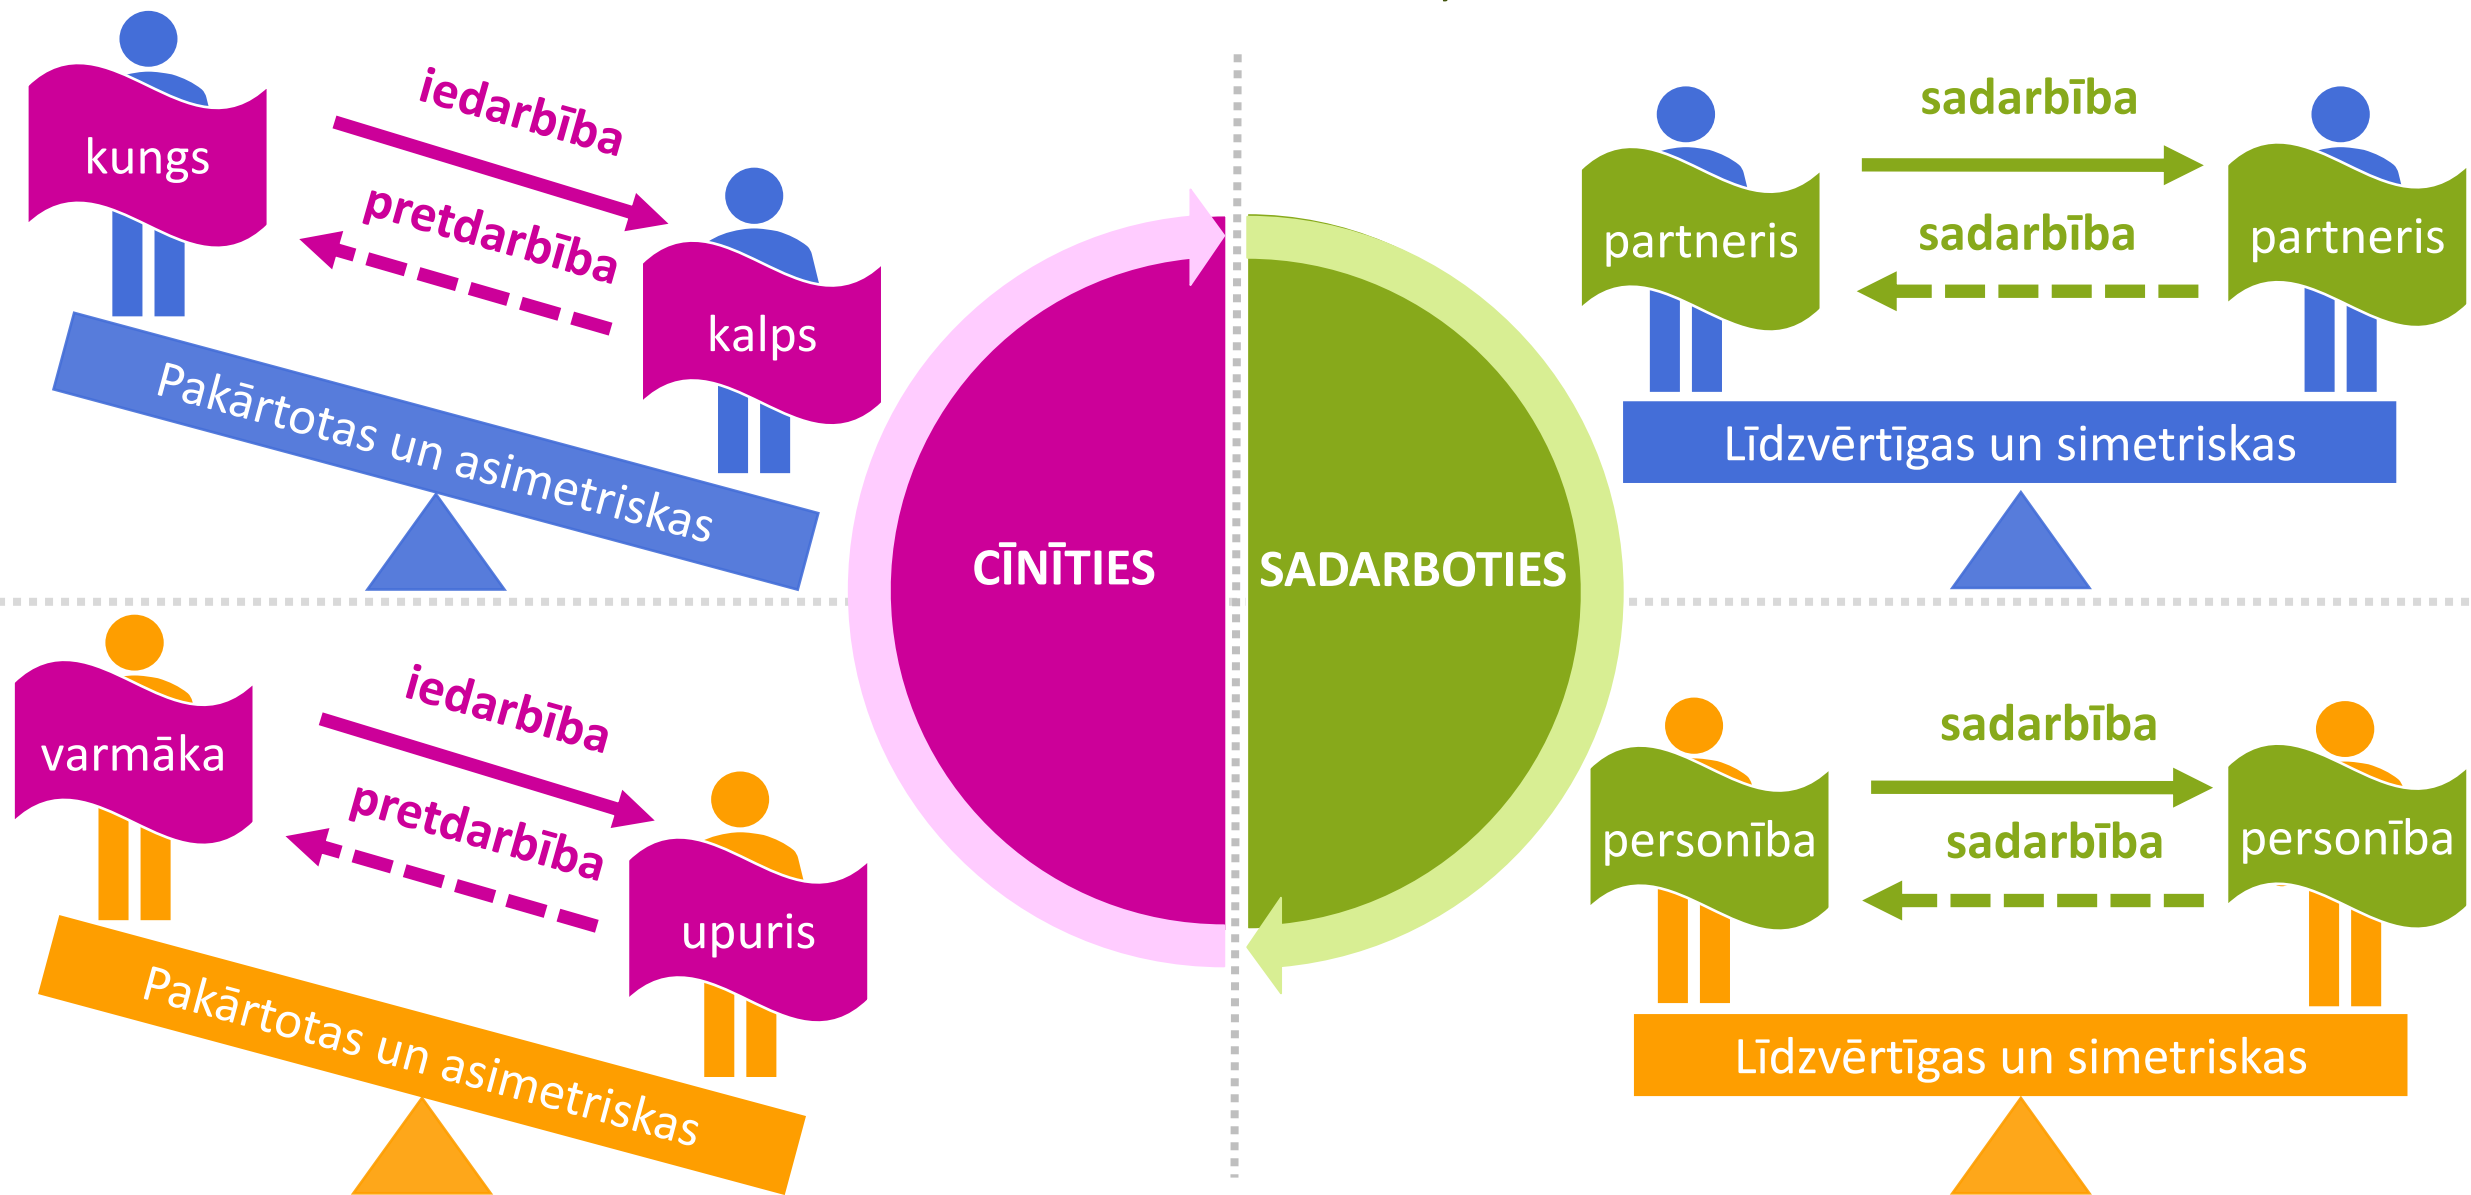 iedarbība
kungs
pretdarbība
kalps
Pakārtotas un asimetriskas
sadarbība
partneris
sadarbība
partneris
Līdzvērtīgas un simetriskas
CĪNĪTIES
SADARBOTIES
iedarbība
varmāka
pretdarbība
upuris
Pakārtotas un asimetriskas
sadarbība
personība
sadarbība
personība
Līdzvērtīgas un simetriskas